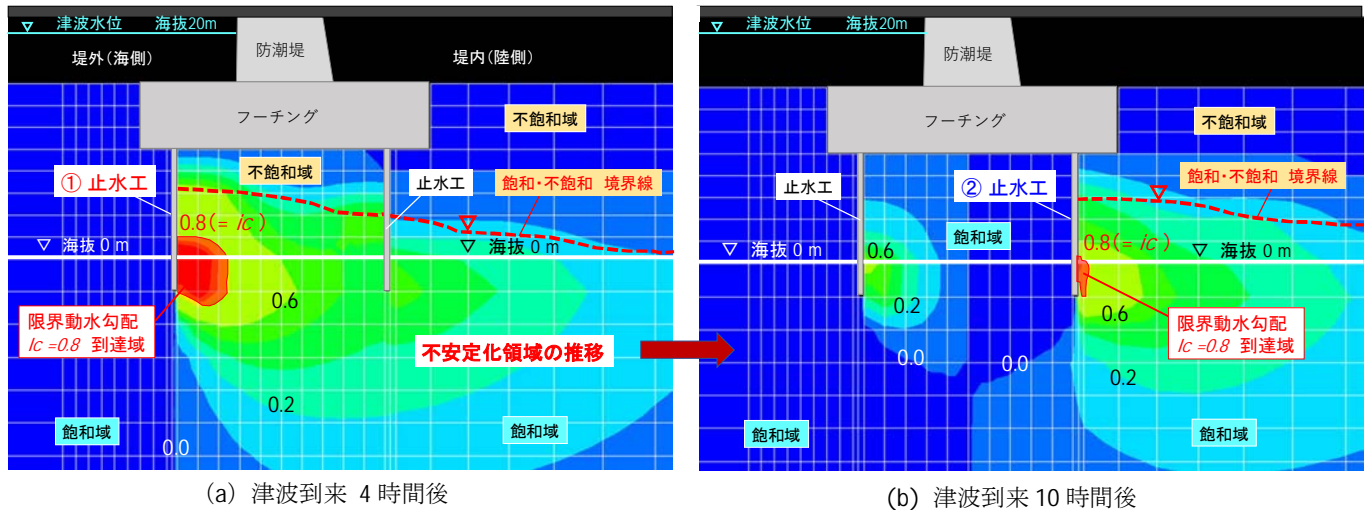 ▽ 津波水位 海抜20m
堤外(海側)
防潮堤
堤内(陸側)
フーチング
不飽和域
不飽和域
① 止水工
止水工
飽和・不飽和 境界線
0.8(= ic )
▽ 海抜 0 m
▽ 海抜 0 m
0.6
限界動水勾配
Ic =0.8 到達域
不安定化領域の推移
0.2
飽和域
飽和域
0.0
(a) 津波到来 4 時間後
▽ 津波水位 海抜20m
堤外(海側)
防潮堤
堤内(陸側)
フーチング
不飽和域
止水工
② 止水工
飽和・不飽和 境界線
飽和域
0.8(= ic )
▽ 海抜 0 m
▽ 海抜 0 m
0.6
0.2
0.6
限界動水勾配
Ic =0.8 到達域
0.0
0.0
0.2
飽和域
飽和域
(b) 津波到来 10 時間後